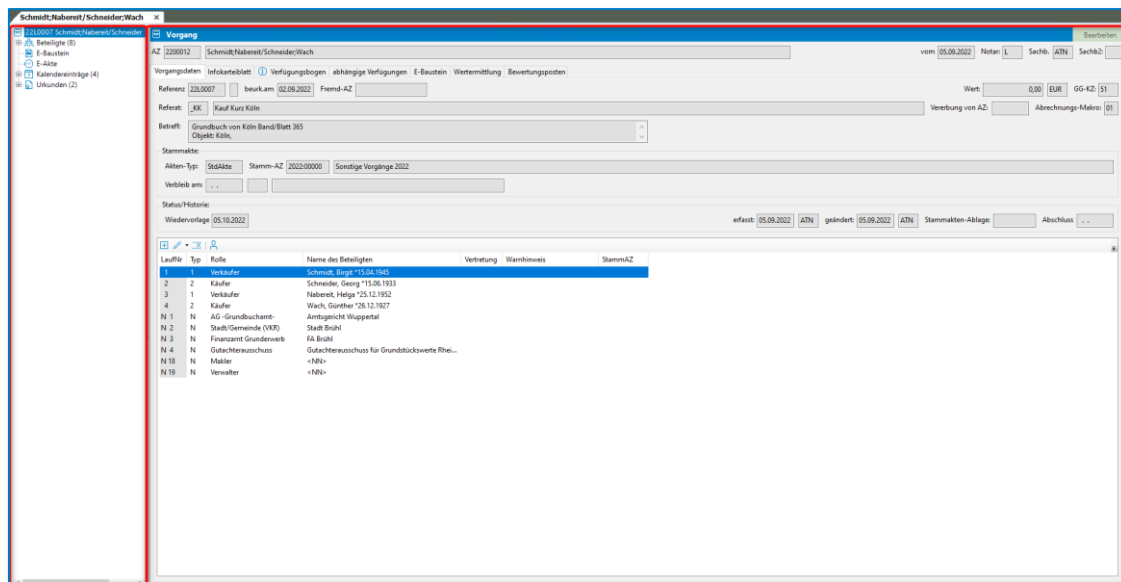 Schmidt;Nabereit/Schneider;Wach ×
22L0007 Schmidt;Nabereit/Schneider
Beteiligte (8)
E-Baustein
E-Akte
Kalendereinträge (4)
Urkunden (2)
Vorgang Bearbeiten
AZ 2200012 Schmidt;Nabereit/Schneider;Wach vom 05.09.2022 Notar: L Sachb. ATN Sachb2:
Vorgangsdaten Infokarteiblatt Verfügungsbogen abhängige Verfügungen E-Baustein Wertermittlung Bewertungsposten
Referenz 22L0007 beurk.am 02.09.2022 Fremd-AZ Wert: 0,00 EUR GG-KZ: 51
Referat: _KK Kauf Kurz Köln Vererbung von AZ: Abrechnungs-Makro: 01
Betreff: Grundbuch von Köln Band/Blatt 365
Objekt: Köln,
Stammakte:
Akten-Typ: StdAkte Stamm-AZ 2022:00000 Sonstige Vorgänge 2022
Verbleib am: . .
Status/Historie:
Wiedervorlage 05.10.2022 erfasst: 05.09.2022 ATN geändert: 05.09.2022 ATN Stammakten-Ablage: Abschluss . .
LaufNr Typ Rolle Name des Beteiligten Vertretung Warnhinweis StammAZ
1 1 Verkäufer Schmidt, Birgit *15.04.1945
2 2 Käufer Schneider, Georg *15.06.1933
3 1 Verkäufer Nabereit, Helga *25.12.1952
4 2 Käufer Wach, Günther *26.12.1927
N 1 N AG -Grundbuchamt- Amtsgericht Wuppertal
N 2 N Stadt/Gemeinde (VKR) Stadt Brühl
N 3 N Finanzamt Grunderwerb FA Brühl
N 4 N Gutachterausschuss Gutachterausschuss für Grundstückswerte Rhei...
N 18 N Makler <NN>
N 19 N Verwalter <NN>